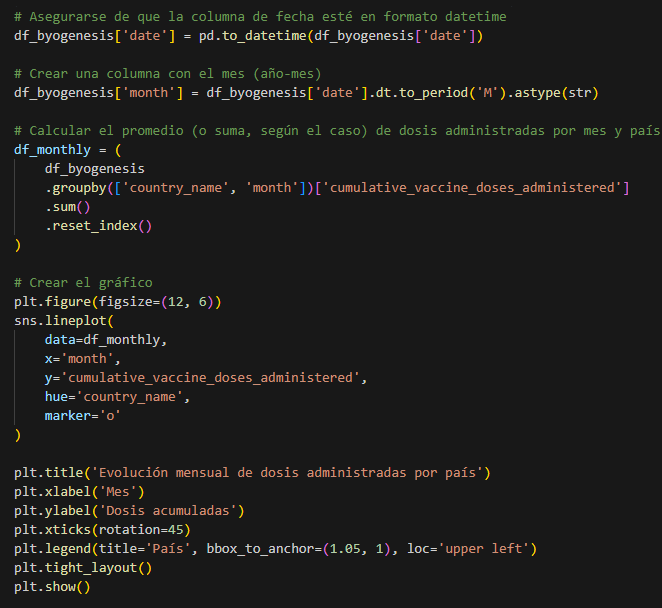 # Asegurarse de que la columna de fecha esté en formato datetime
df_byogenesis['date'] = pd.to_datetime(df_byogenesis['date'])
# Crear una columna con el mes (año-mes)
df_byogenesis['month'] = df_byogenesis['date'].dt.to_period('M').astype(str)
# Calcular el promedio (o suma, según el caso) de dosis administradas por mes y país
df_monthly = (
    df_byogenesis
    .groupby(['country_name', 'month'])['cumulative_vaccine_doses_administered']
    .sum()
    .reset_index()
)
# Crear el gráfico
plt.figure(figsize=(12, 6))
sns.lineplot(
    data=df_monthly,
    x='month',
    y='cumulative_vaccine_doses_administered',
    hue='country_name',
    marker='o'
)
plt.title('Evolución mensual de dosis administradas por país')
plt.xlabel('Mes')
plt.ylabel('Dosis acumuladas')
plt.xticks(rotation=45)
plt.legend(title='País', bbox_to_anchor=(1.05, 1), loc='upper left')
plt.tight_layout()
plt.show()